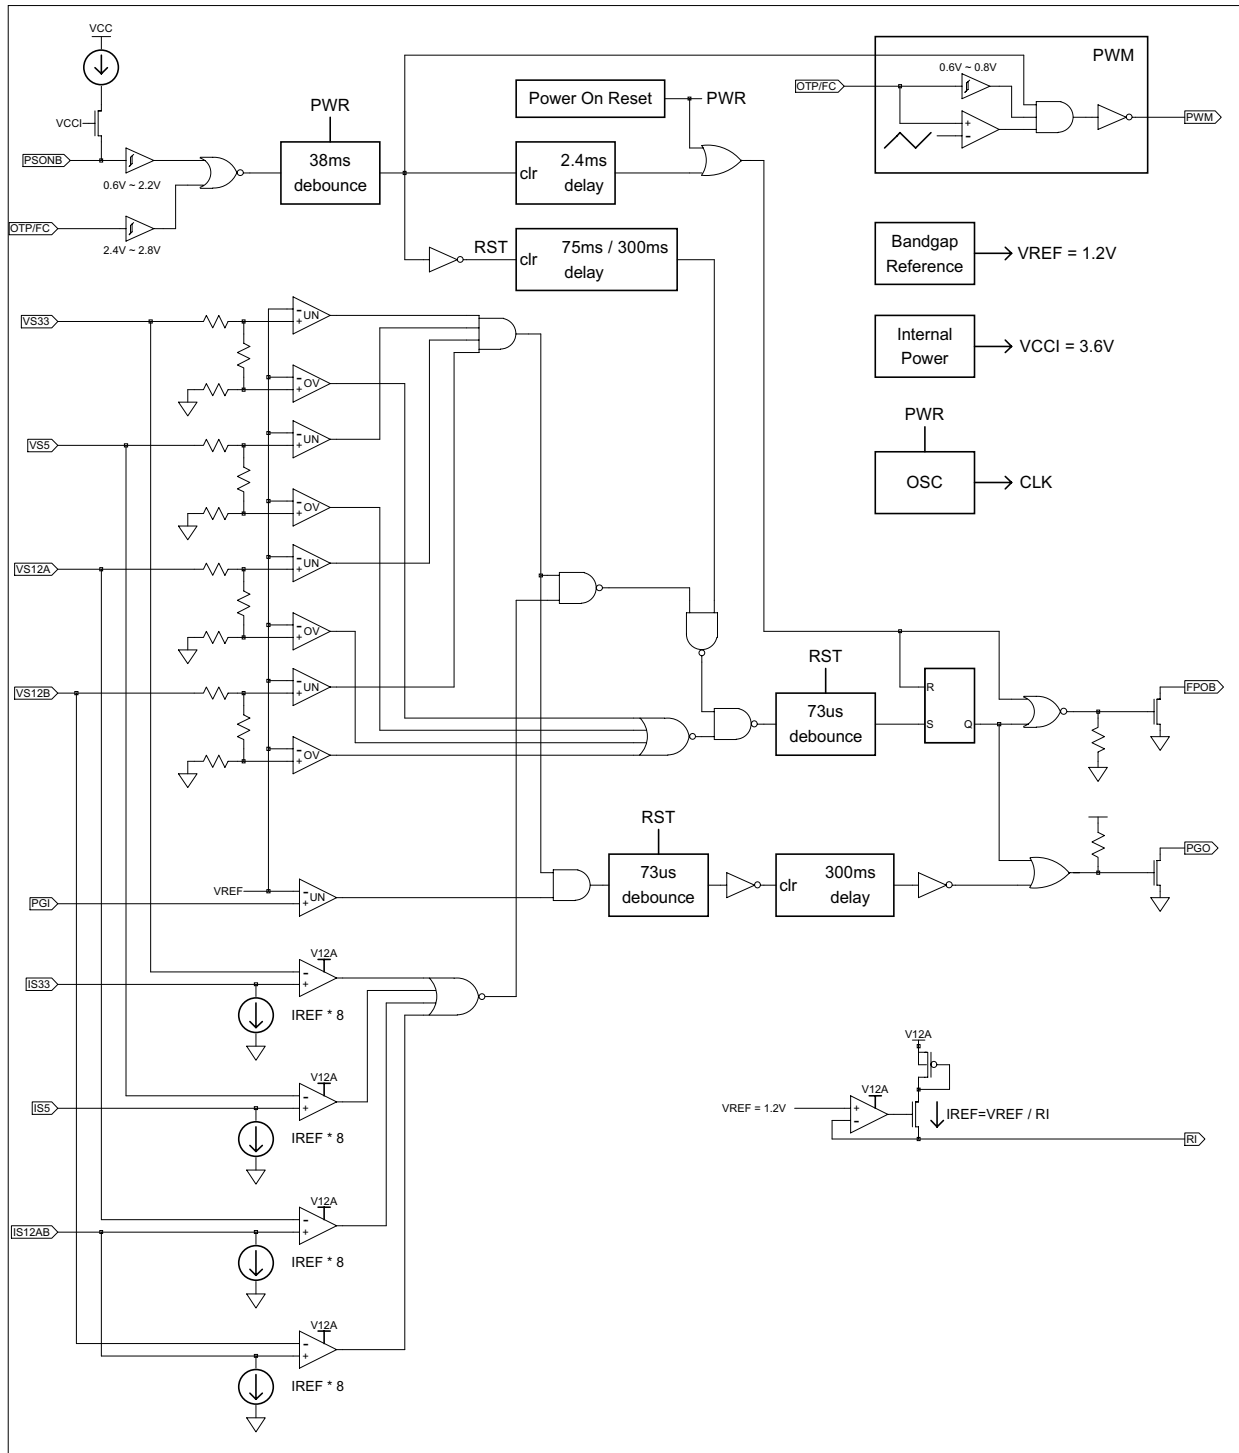 VCC
PWM
0.6V ~ 0.8V
OTP/FC
PWR
Power On Reset
PWR
VCCI
PWM
PSONB
38ms
debounce
clr
2.4ms
delay
0.6V ~ 2.2V
OTP/FC
2.4V ~ 2.8V
RST
clr
75ms / 300ms
delay
Bandgap
Reference
VREF = 1.2V
VS33
UN
Internal
Power
VCCI = 3.6V
OV
PWR
VS5
UN
OSC
CLK
OV
VS12A
UN
OV
RST
VS12B
UN
R
FPOB
73us
debounce
S
Q
OV
RST
PGO
73us
debounce
clr
300ms
delay
VREF
UN
PGI
V12A
IS33
IREF * 8
V12A
V12A
V12A
IS5
VREF = 1.2V
IREF=VREF / RI
IREF * 8
RI
V12A
IS12AB
IREF * 8
V12A
IREF * 8